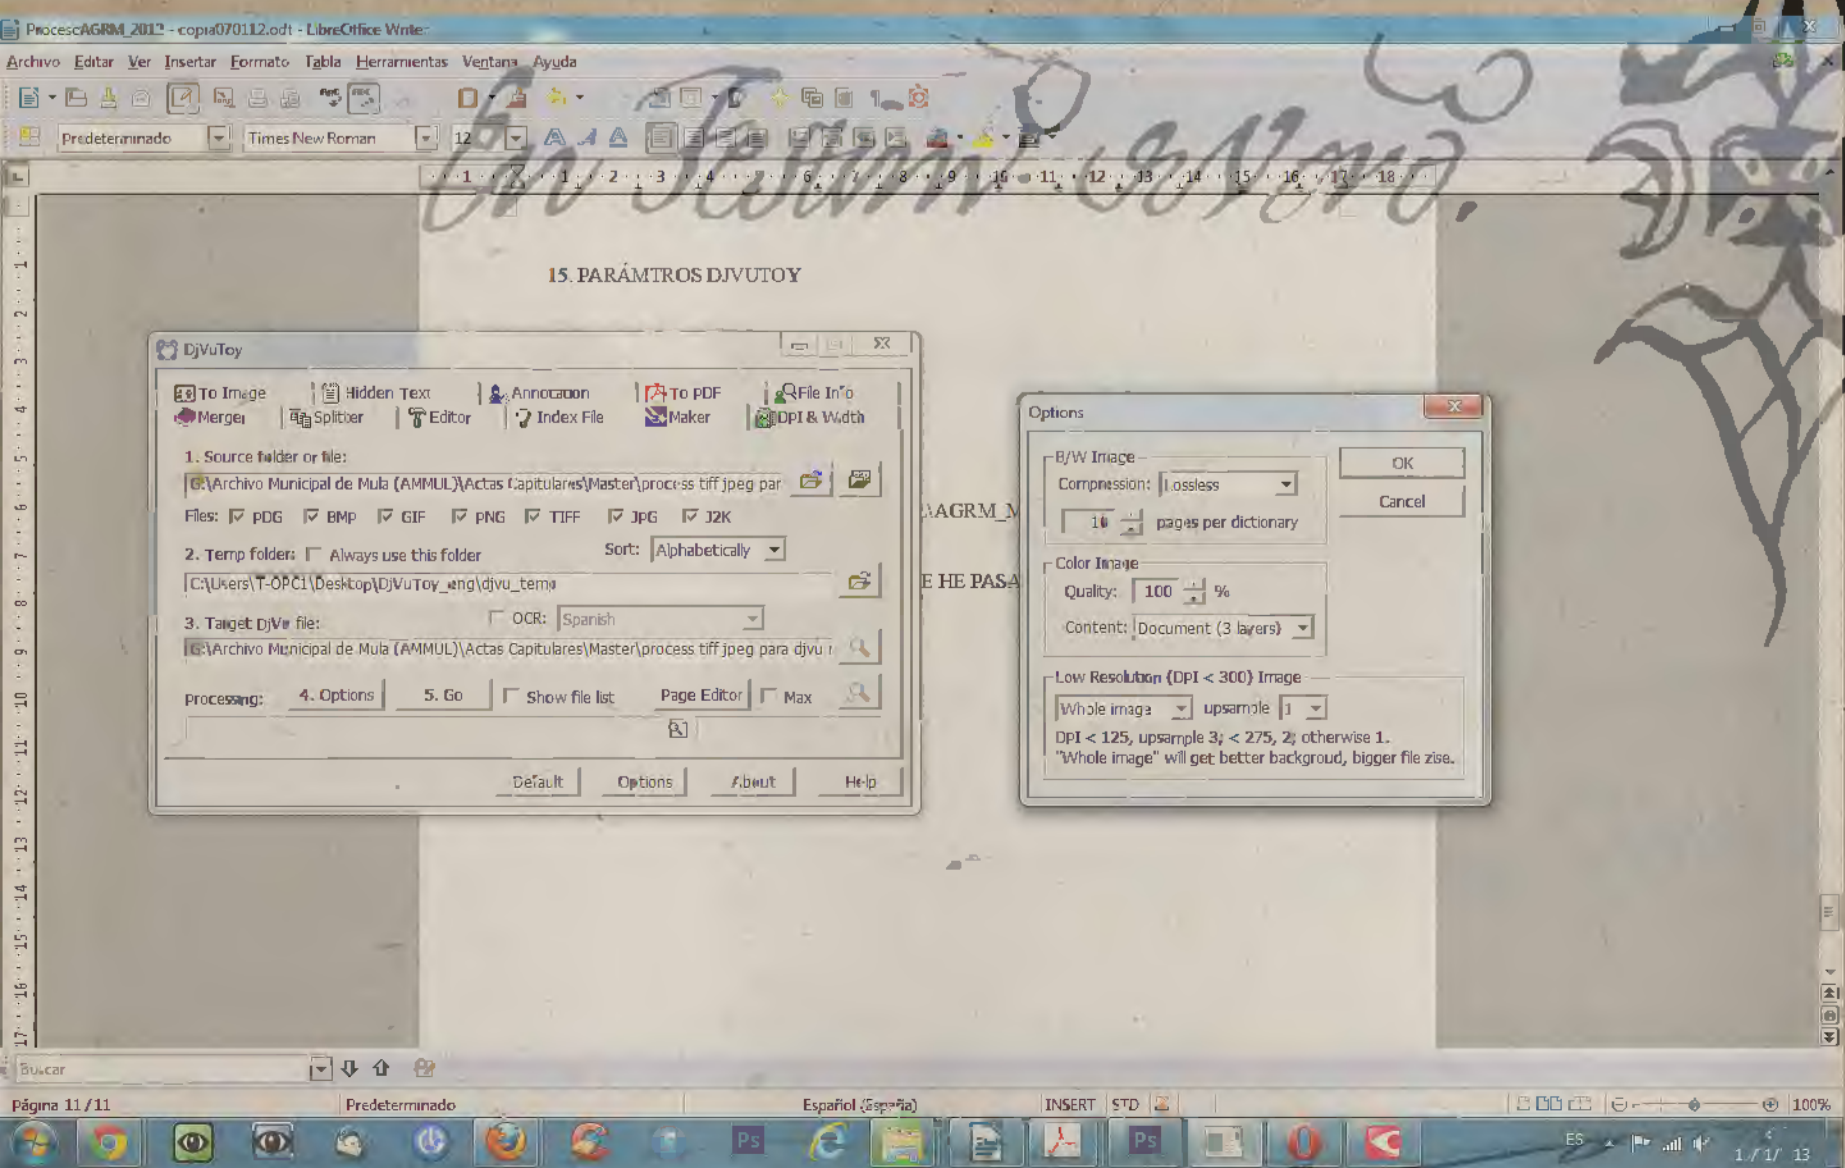 ProcescAGRM_2012 - copia070112.odt - LibreOffice Writer
Archivo Editar Ver Insertar Formato Tabla Herramientas Ventana Ayuda
Predeterminado Times New Roman 12
15. PARÁMTROS DJVUTOY
DjVuToy
To Image Hidden Text Annotation To PDF File Info
Merger Splitter Editor Index File Maker DPI & Width
1. Source folder or file:
G:\Archivo Municipal de Mula (AMMUL)\Actas Capitulares\Master\process tiff jpeg par
Files: PDG BMP GIF PNG TIFF JPG J2K
2. Temp folder: Always use this folder Sort: Alphabetically
C:\Users\T-OPC1\Desktop\DjVuToy_eng\djvu_temp
3. Target DjVu file: OCR: Spanish
G:\Archivo Municipal de Mula (AMMUL)\Actas Capitulares\Master\process tiff jpeg para djvu r
Processing: 4. Options 5. Go Show file list Page Editor Max
Default Options About Help
\AGRM_M
E HE PASA
Options
B/W Image
Compression: Lossless
10 pages per dictionary
OK
Cancel
Color Image
Quality: 100 %
Content: Document (3 layers)
Low Resolution (DPI < 300) Image
Whole image upsample 1
DPI < 125, upsample 3; < 275, 2; otherwise 1.
"Whole image" will get better backgroud, bigger file zise.
Buscar
Página 11 / 11 Predeterminado Español (España) INSERT STD 100%
Ps Ps ES